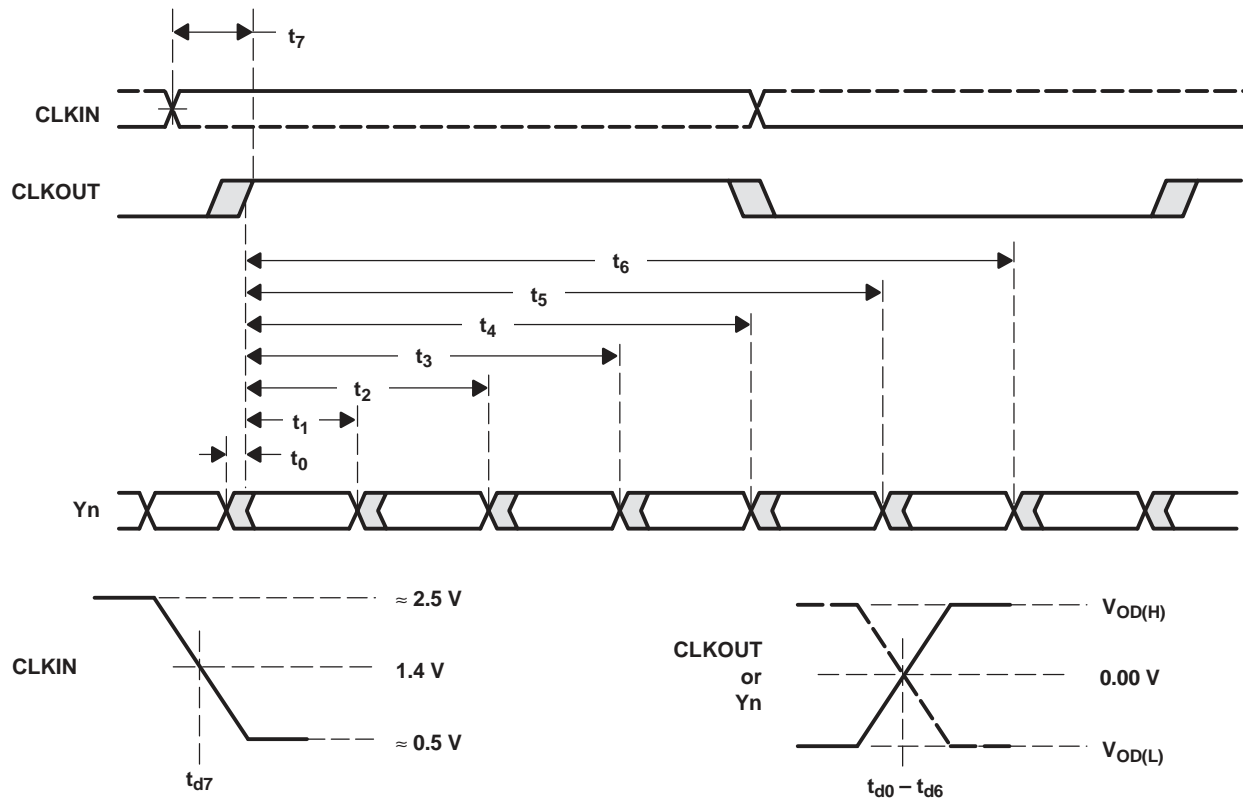 t7
CLKIN
CLKOUT
t6
t5
t4
t3
t2
t1
t0
Yn
≈ 2.5 V
CLKIN
1.4 V
≈ 0.5 V
td7
VOD(H)
CLKOUT
or
Yn
0.00 V
VOD(L)
td0 – td6